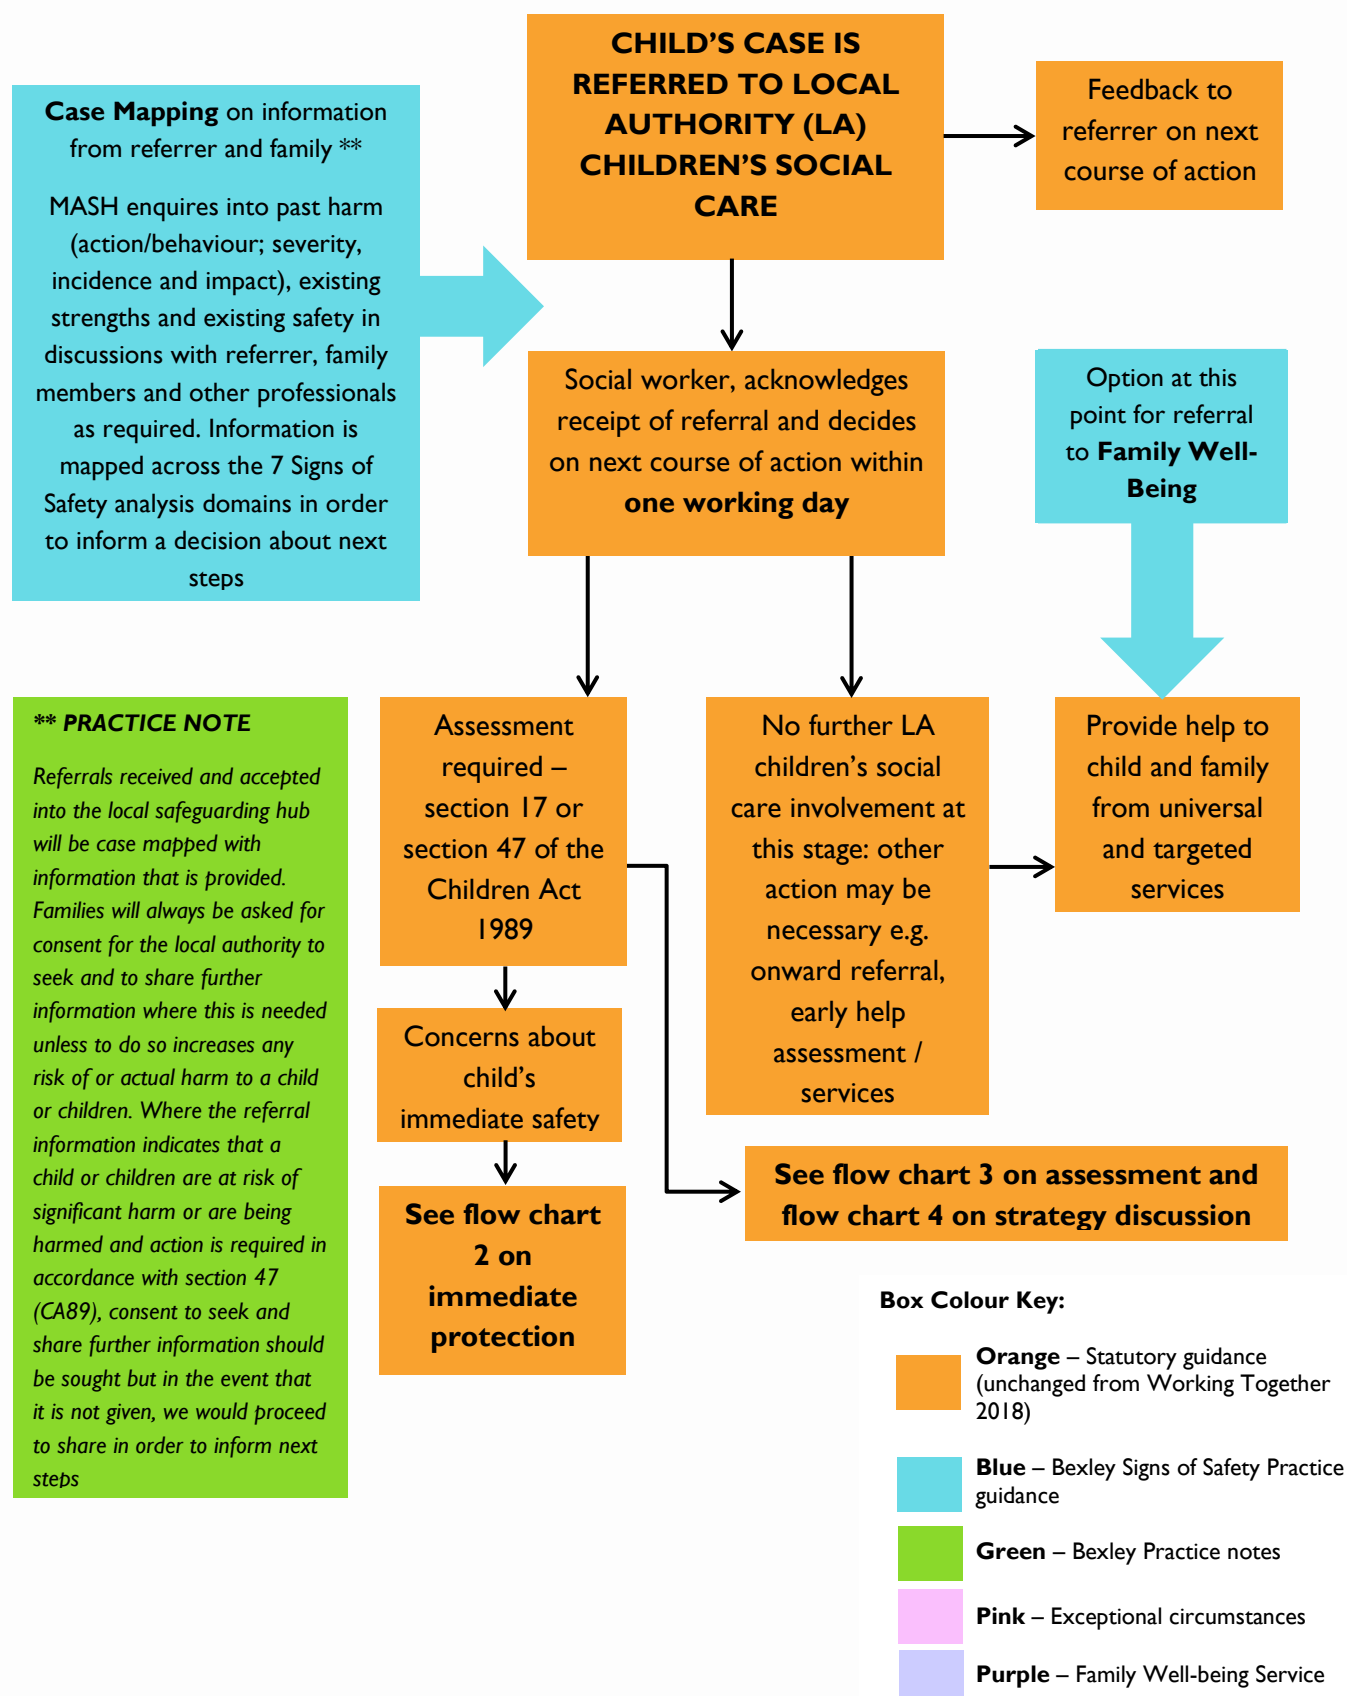 CHILD’S CASE IS
REFERRED TO LOCAL
AUTHORITY (LA)
CHILDREN’S SOCIAL
CARE
Feedback to
referrer on next
course of action
Case Mapping on information
from referrer and family **
MASH enquires into past harm
(action/behaviour; severity,
incidence and impact), existing
strengths and existing safety in
discussions with referrer, family
members and other professionals
as required. Information is
mapped across the 7 Signs of
Safety analysis domains in order
to inform a decision about next
steps
Social worker, acknowledges
receipt of referral and decides
on next course of action within
one working day
Option at this
point for referral
to Family Well-
Being
** PRACTICE NOTE
Referrals received and accepted
into the local safeguarding hub
will be case mapped with
information that is provided.
Families will always be asked for
consent for the local authority to
seek and to share further
information where this is needed
unless to do so increases any
risk of or actual harm to a child
or children. Where the referral
information indicates that a
child or children are at risk of
significant harm or are being
harmed and action is required in
accordance with section 47
(CA89), consent to seek and
share further information should
be sought but in the event that
it is not given, we would proceed
to share in order to inform next
steps
Assessment
required –
section 17 or
section 47 of the
Children Act
1989
No further LA
children’s social
care involvement at
this stage: other
action may be
necessary e.g.
onward referral,
early help
assessment /
services
Provide help to
child and family
from universal
and targeted
services
Concerns about
child’s
immediate safety
See flow chart
2 on
immediate
protection
See flow chart 3 on assessment and
flow chart 4 on strategy discussion
Box Colour Key:
Orange – Statutory guidance
(unchanged from Working Together
2018)
Blue – Bexley Signs of Safety Practice
guidance
Green – Bexley Practice notes
Pink – Exceptional circumstances
Purple – Family Well-being Service